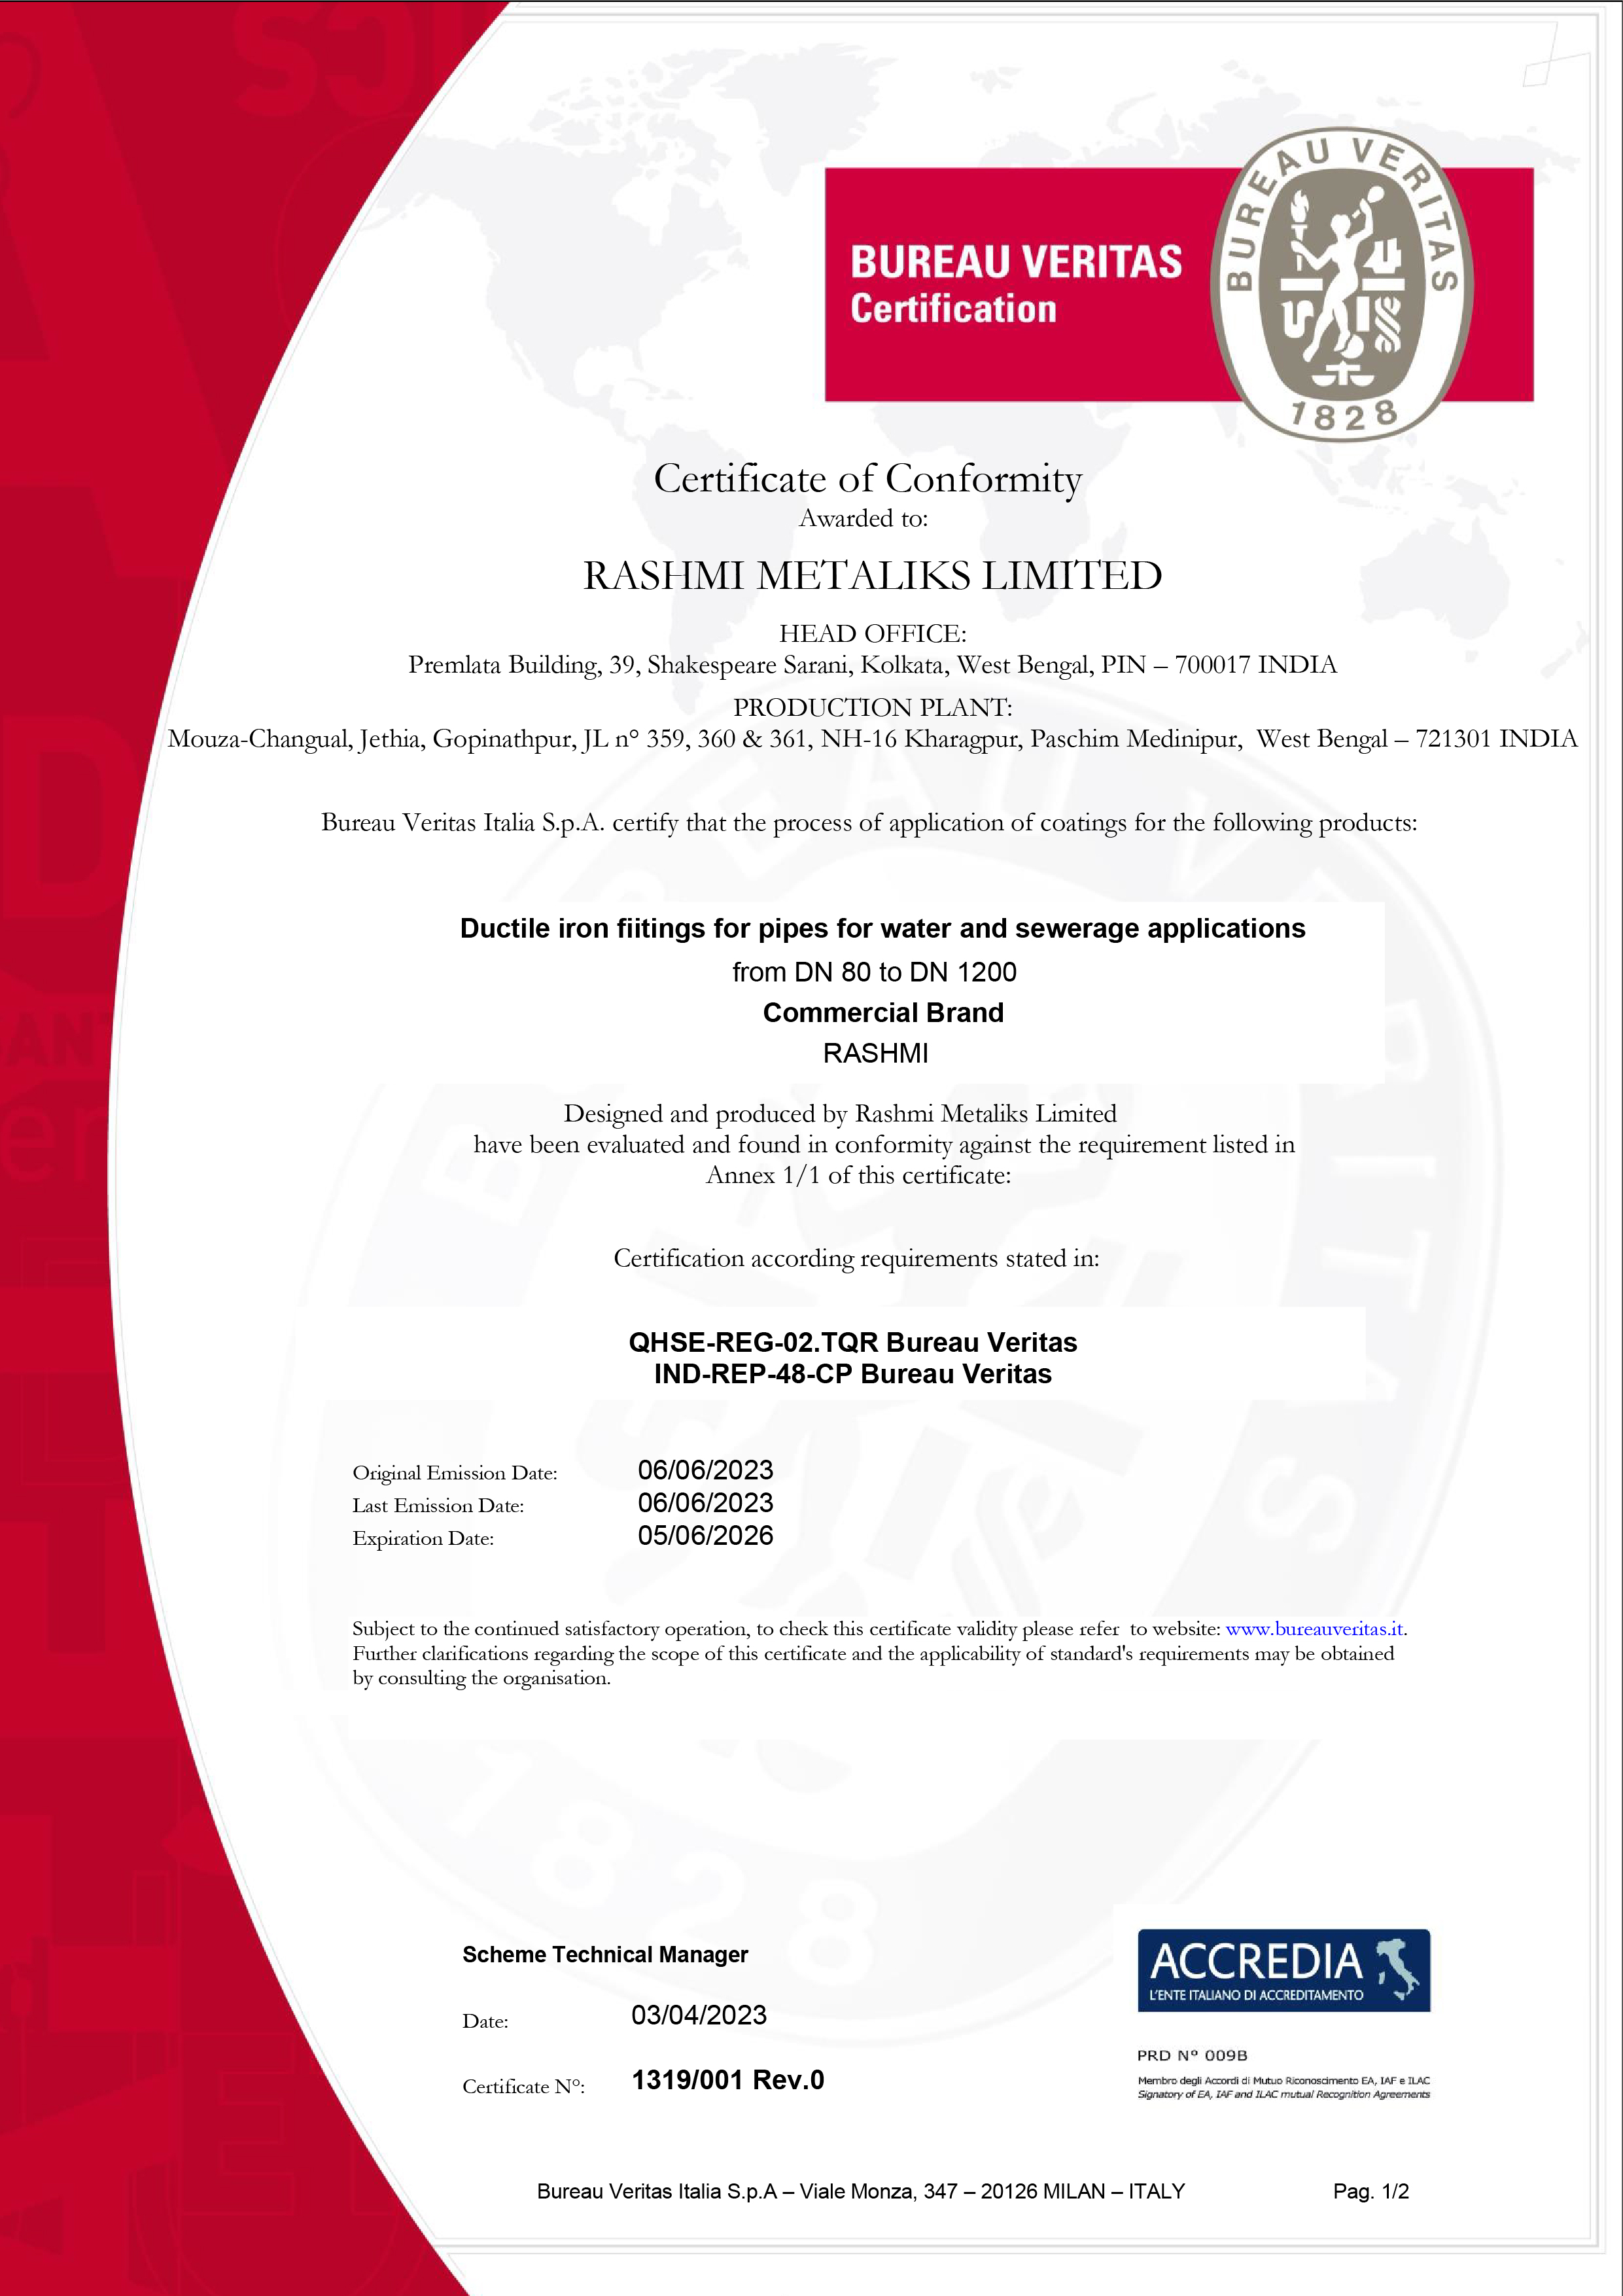 BUREAU VERITAS
Certification
BUREAU VERITAS
1828
Certificate of Conformity
Awarded to:
RASHMI METALIKS LIMITED
HEAD OFFICE:
Premlata Building, 39, Shakespeare Sarani, Kolkata, West Bengal, PIN – 700017 INDIA
PRODUCTION PLANT:
Mouza-Changual, Jethia, Gopinathpur, JL n° 359, 360 & 361, NH-16 Kharagpur, Paschim Medinipur, West Bengal – 721301 INDIA
Bureau Veritas Italia S.p.A. certify that the process of application of coatings for the following products:
Ductile iron fiitings for pipes for water and sewerage applications
from DN 80 to DN 1200
Commercial Brand
RASHMI
Designed and produced by Rashmi Metaliks Limited
have been evaluated and found in conformity against the requirement listed in
Annex 1/1 of this certificate:
Certification according requirements stated in:
QHSE-REG-02.TQR Bureau Veritas
IND-REP-48-CP Bureau Veritas
Original Emission Date: 06/06/2023
Last Emission Date: 06/06/2023
Expiration Date: 05/06/2026
Subject to the continued satisfactory operation, to check this certificate validity please refer to website: www.bureauveritas.it.
Further clarifications regarding the scope of this certificate and the applicability of standard's requirements may be obtained
by consulting the organisation.
Scheme Technical Manager
Date: 03/04/2023
Certificate N°: 1319/001 Rev.0
ACCREDIA
L'ENTE ITALIANO DI ACCREDITAMENTO
PRD N° 009B
Membro degli Accordi di Mutuo Riconoscimento EA, IAF e ILAC
Signatory of EA, IAF and ILAC mutual Recognition Agreements
Bureau Veritas Italia S.p.A – Viale Monza, 347 – 20126 MILAN – ITALY Pag. 1/2